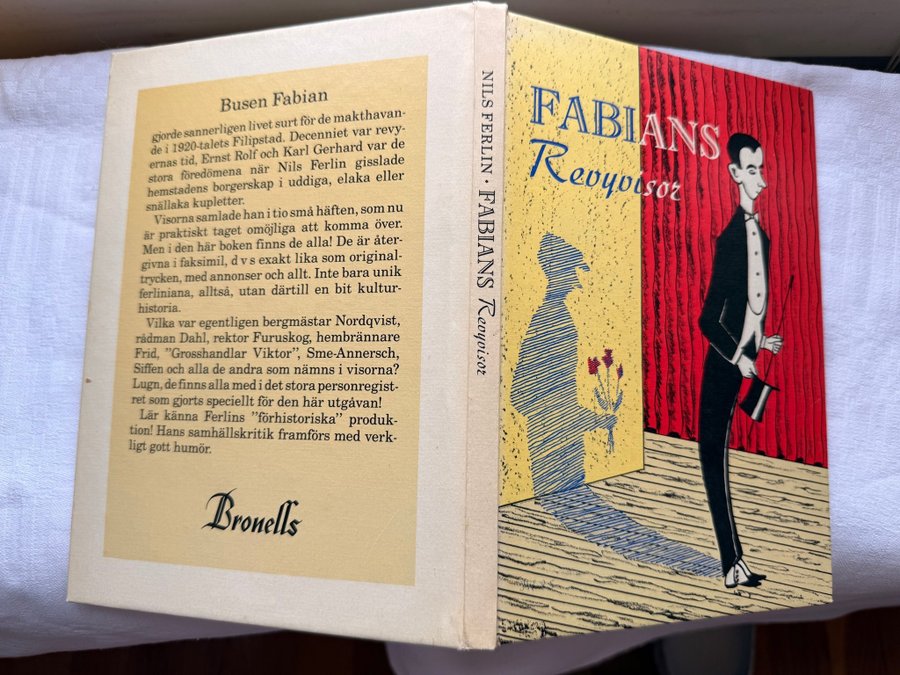 Busen Fabian
gjorde sannerligen livet surt för de makthavan-
de i 1920-talets Filipstad. Decenniet var revy-
ernas tid, Ernst Rolf och Karl Gerhard var de
stora föredömena när Nils Ferlin gisslade
hemstadens borgerskap i uddiga, elaka eller
snällaka kupletter.
Visorna samlade han i tio små häften, som nu
är praktiskt taget omöjliga att komma över.
Men i den här boken finns de alla! De är åter-
givna i faksimil, d v s exakt lika som original-
trycken, med annonser och allt. Inte bara unik
ferliniana, alltså, utan därtill en bit kultur-
historia.
Vilka var egentligen bergmästar Nordqvist,
rådman Dahl, rektor Furuskog, hembrännare
Frid, "Grosshandlar Viktor", Sme-Annersch,
Siffen och alla de andra som nämns i visorna?
Lugn, de finns alla med i det stora personregist-
ret som gjorts speciellt för den här utgåvan!
Lär känna Ferlins "förhistoriska" produk-
tion! Hans samhällskritik framförs med verk-
ligt gott humör.
Bronells
NILS FERLIN · FABIANS Revyvisor
FABIANS
Revyvisor